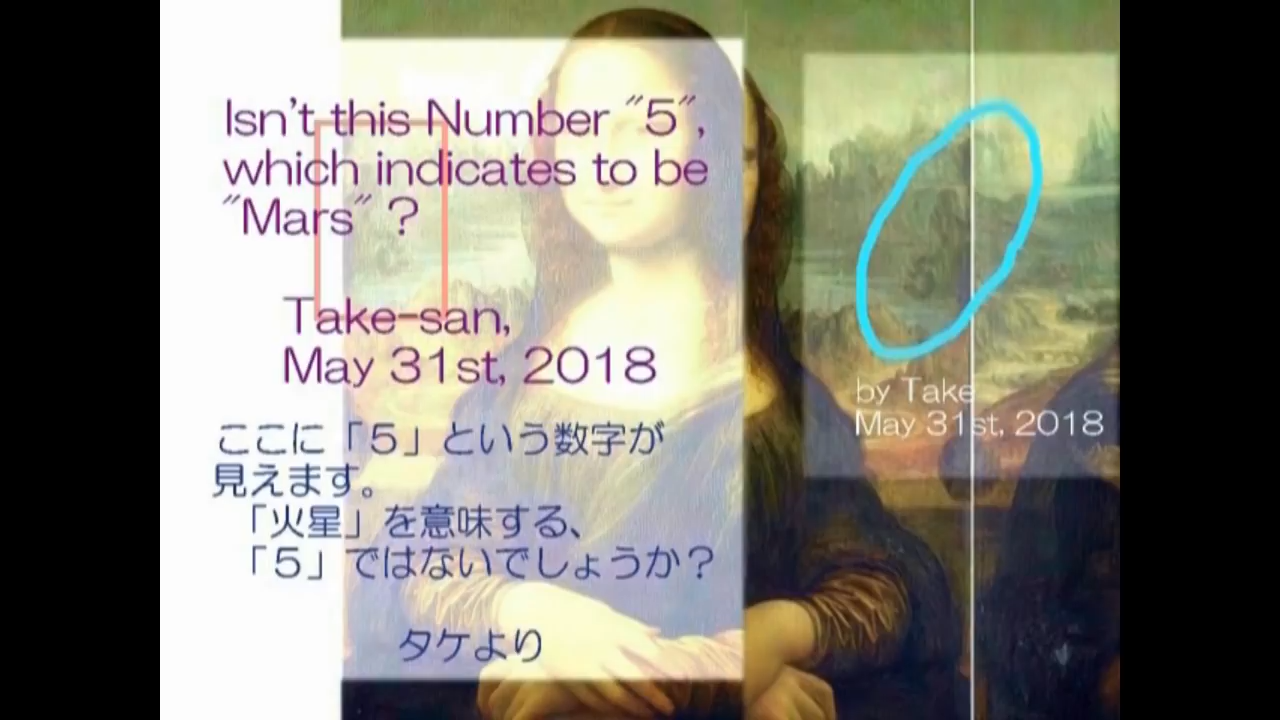 Isn't this Number "5",
which indicates to be
"Mars" ?
Take-san,
May 31st, 2018
ここに「５」という数字が
見えます。
「火星」を意味する、
「５」ではないでしょうか？
タケより
by Take
May 31st, 2018